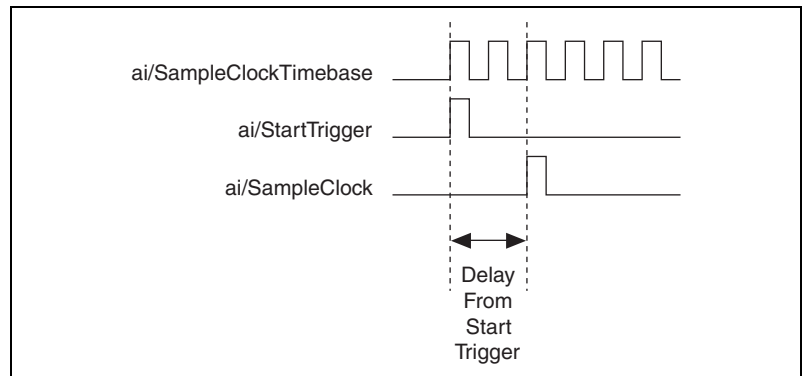 ai/SampleClockTimebase
ai/StartTrigger
ai/SampleClock
Delay
From
Start
Trigger